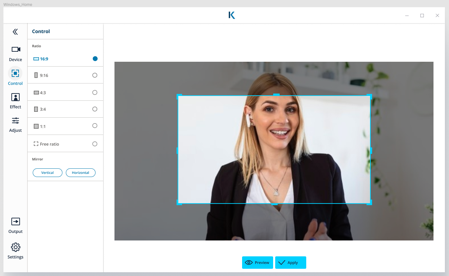 Control
Ratio
16:9
9:16
4:3
3:4
1:1
Free ratio
Mirror
Vertical
Horizontal
Device
Control
Effect
Adjust
Output
Settings
Preview
Apply